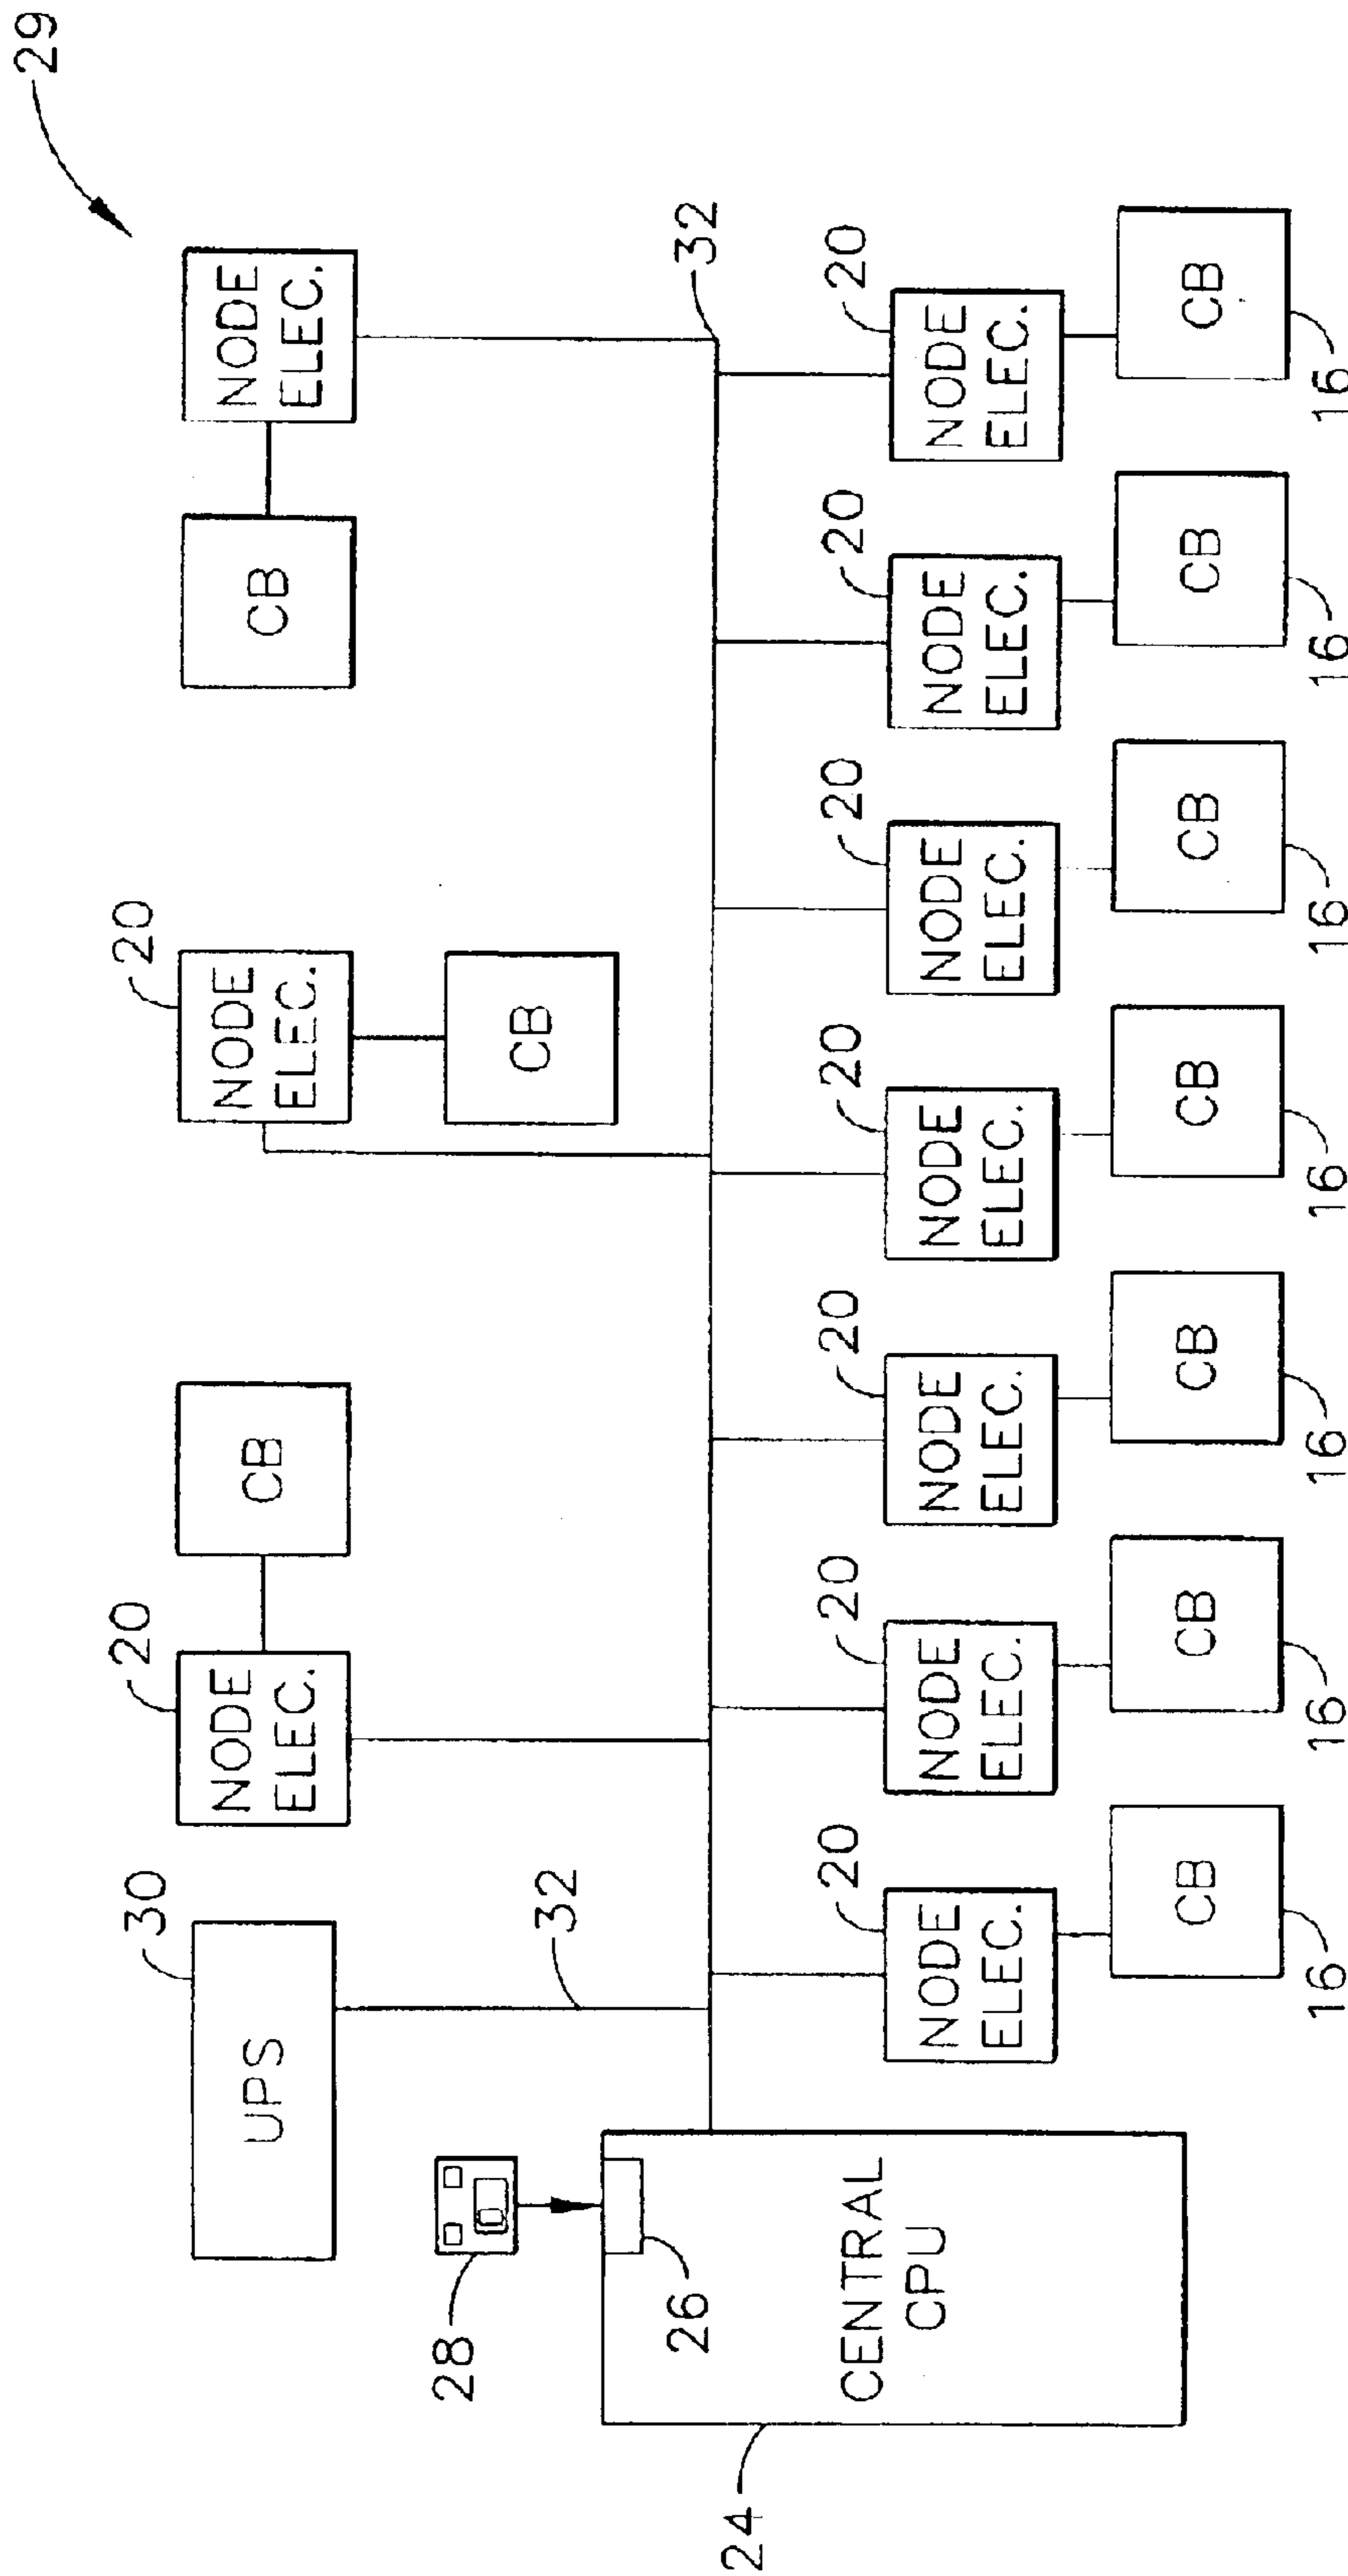 29
30
20
20
UPS
NODE
ELEC.
CB
NODE
ELEC.
CB
CB
NODE
ELEC.
28
32
32
26
24
CENTRAL
CPU
20
20
20
20
20
20
20
NODE
ELEC.
NODE
ELEC.
NODE
ELEC.
NODE
ELEC.
NODE
ELEC.
NODE
ELEC.
NODE
ELEC.
CB
CB
CB
CB
CB
CB
CB
16
16
16
16
16
16
16